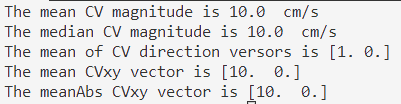 The mean CV magnitude is 10.0  cm/s
The median CV magnitude is 10.0  cm/s
The mean of CV direction versors is [1. 0.]
The mean CVxy vector is [10.  0.]
The meanAbs CVxy vector is [10.  0.]